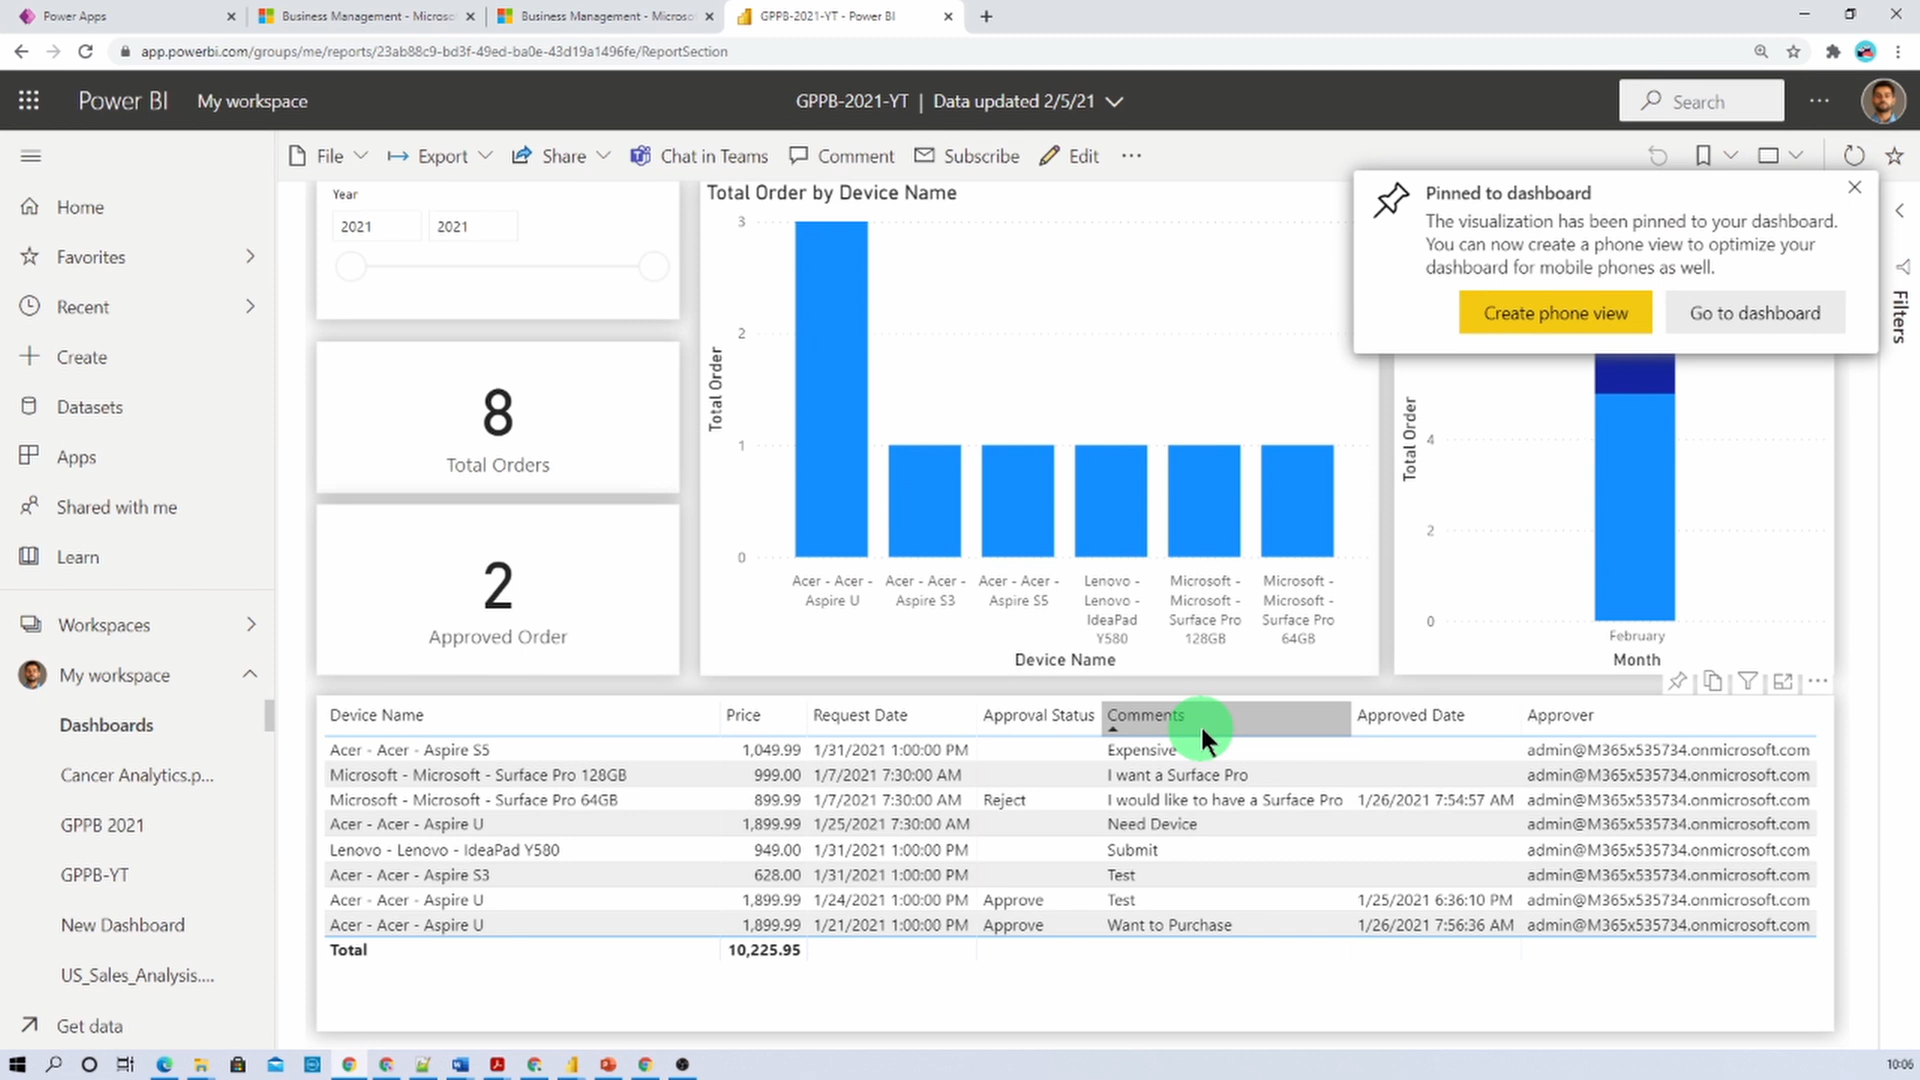 Power Apps
Business Management - Microsof
Business Management - Microsof
GPPB-2021-YT - Power BI
app.powerbi.com/groups/me/reports/23ab88c9-bd3f-49ed-ba0e-43d19a1496fe/ReportSection
Power BI My workspace
GPPB-2021-YT | Data updated 2/5/21
Search
File Export Share Chat in Teams Comment Subscribe Edit
Home
Favorites
Recent
Create
Datasets
Apps
Shared with me
Learn
Workspaces
My workspace
Dashboards
Cancer Analytics.p...
GPPB 2021
GPPB-YT
New Dashboard
US_Sales_Analysis....
Get data
Year
2021 2021
8
Total Orders
2
Approved Order
Total Order by Device Name
Total Order
3
2
1
0
Acer - Acer - Aspire U
Acer - Acer - Aspire S3
Acer - Acer - Aspire S5
Lenovo - Lenovo - IdeaPad Y580
Microsoft - Microsoft - Surface Pro 128GB
Microsoft - Microsoft - Surface Pro 64GB
Device Name
Pinned to dashboard
The visualization has been pinned to your dashboard.
You can now create a phone view to optimize your
dashboard for mobile phones as well.
Create phone view Go to dashboard
Filters
Total Order
4
2
0
February
Month
Device Name Price Request Date Approval Status Comments Approved Date Approver
Acer - Acer - Aspire S5 1,049.99 1/31/2021 1:00:00 PM Expensive admin@M365x535734.onmicrosoft.com
Microsoft - Microsoft - Surface Pro 128GB 999.00 1/7/2021 7:30:00 AM I want a Surface Pro admin@M365x535734.onmicrosoft.com
Microsoft - Microsoft - Surface Pro 64GB 899.99 1/7/2021 7:30:00 AM Reject I would like to have a Surface Pro 1/26/2021 7:54:57 AM admin@M365x535734.onmicrosoft.com
Acer - Acer - Aspire U 1,899.99 1/25/2021 7:30:00 AM Need Device admin@M365x535734.onmicrosoft.com
Lenovo - Lenovo - IdeaPad Y580 949.00 1/31/2021 1:00:00 PM Submit admin@M365x535734.onmicrosoft.com
Acer - Acer - Aspire S3 628.00 1/31/2021 1:00:00 PM Test admin@M365x535734.onmicrosoft.com
Acer - Acer - Aspire U 1,899.99 1/24/2021 1:00:00 PM Approve Test 1/25/2021 6:36:10 PM admin@M365x535734.onmicrosoft.com
Acer - Acer - Aspire U 1,899.99 1/21/2021 1:00:00 PM Approve Want to Purchase 1/26/2021 7:56:36 AM admin@M365x535734.onmicrosoft.com
Total 10,225.95
10:06